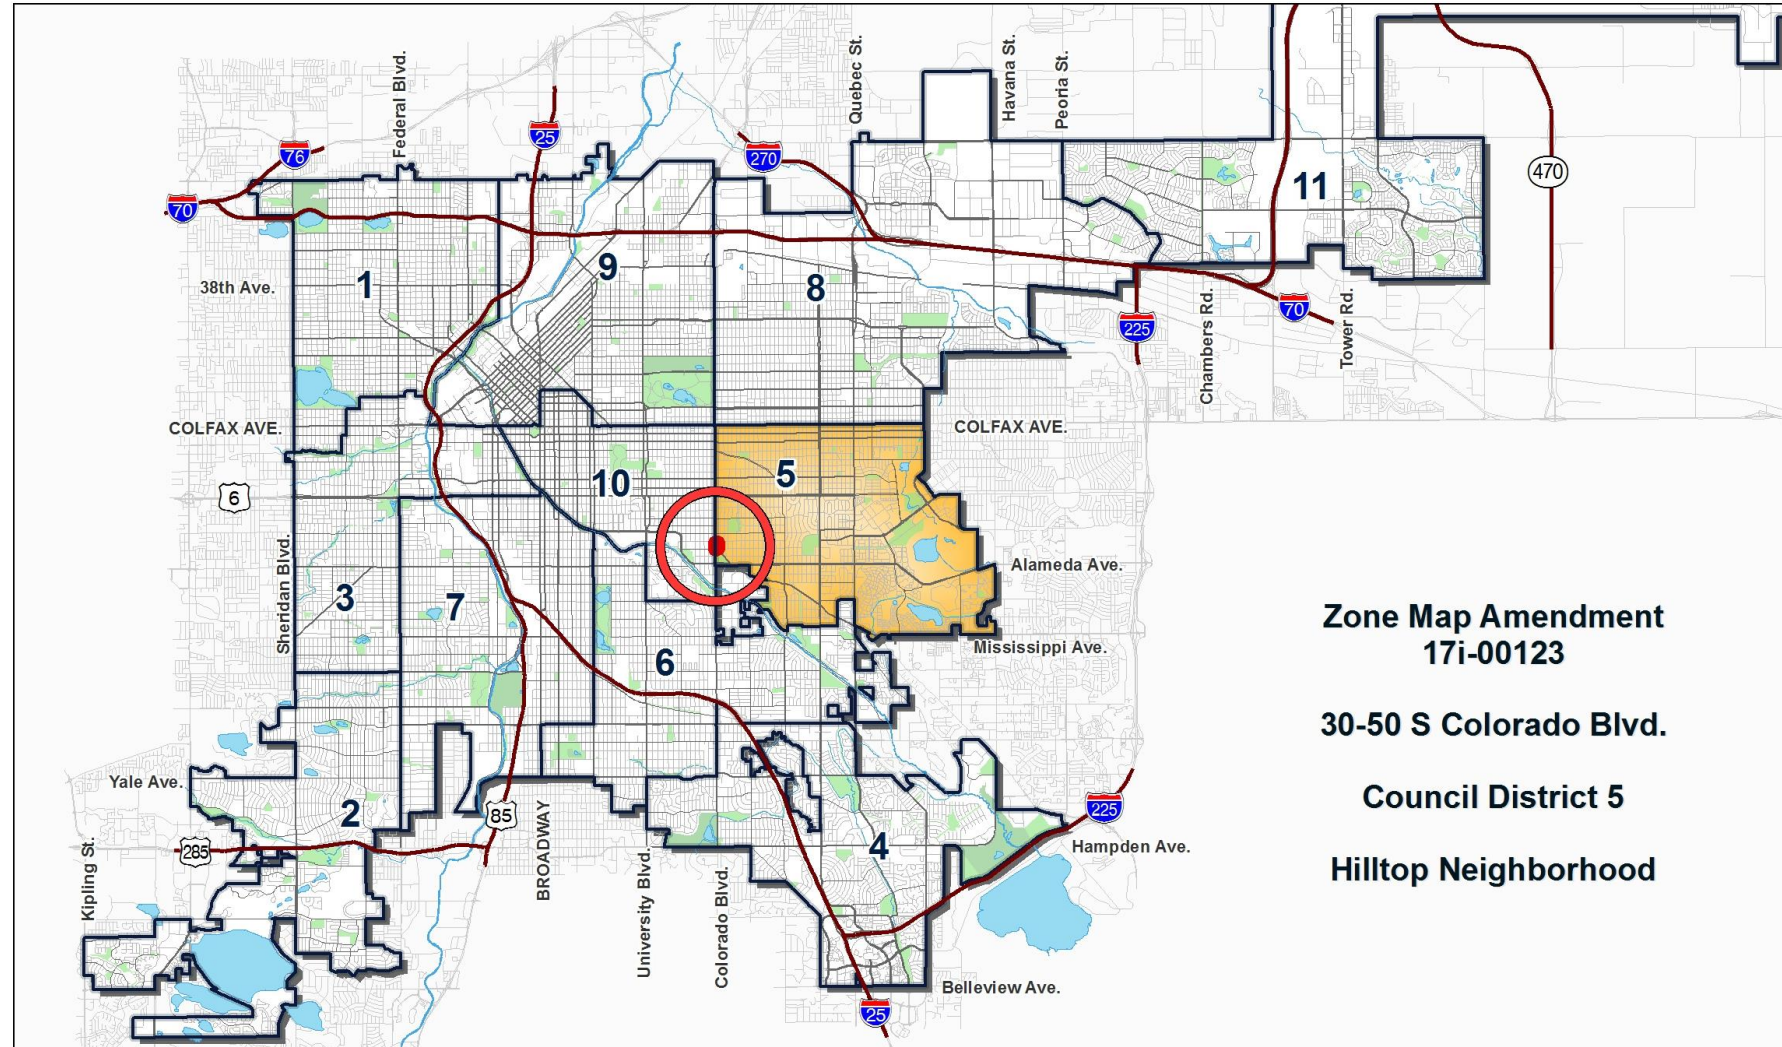 Federal Blvd.
Quebec St.
Havana St.
Peoria St.
76
25
270
70
470
11
9
1
8
38th Ave.
225
70
Chambers Rd.
Tower Rd.
COLFAX AVE.
COLFAX AVE.
5
10
6
Sheridan Blvd.
Alameda Ave.
3
7
Mississippi Ave.
6
Zone Map Amendment
17i-00123
30-50 S Colorado Blvd.
Council District 5
Hilltop Neighborhood
Yale Ave.
2
85
225
285
BROADWAY
4
Hampden Ave.
Kipling St.
University Blvd.
Colorado Blvd.
Belleview Ave.
25